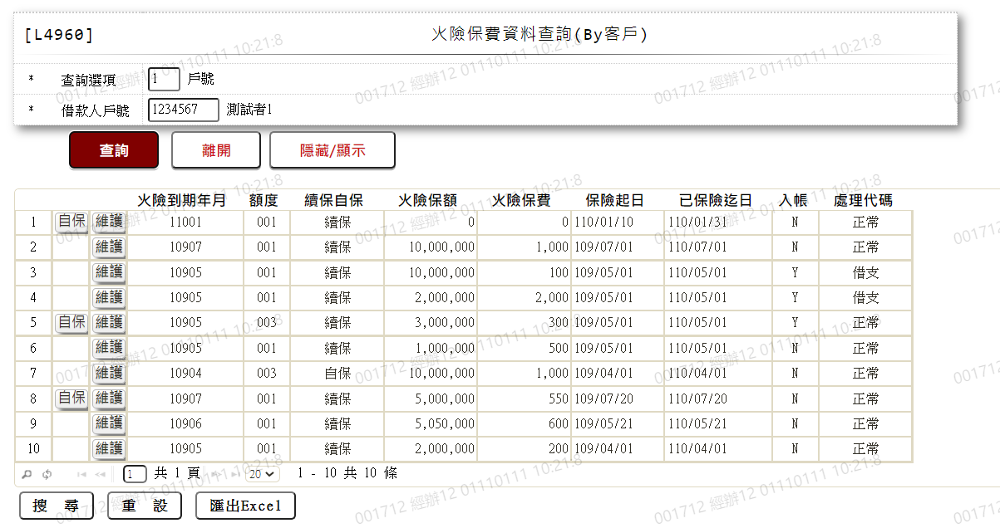 [L4960] 火險保費資料查詢(By客戶)
* 查詢選項 1 戶號
* 借款人戶號 1234567 測試者1
查詢 離開 隱藏/顯示
火險到期年月 額度 續保自保 火險保額 火險保費 保險起日 已保險迄日 入帳 處理代碼
1 自保 維護 11001 001 續保 0 0 110/01/10 110/01/31 N 正常
2 維護 10907 001 續保 10,000,000 1,000 109/07/01 110/07/01 N 正常
3 維護 10905 001 續保 10,000,000 100 109/05/01 110/05/01 Y 借支
4 維護 10905 001 續保 2,000,000 2,000 109/05/01 110/05/01 Y 借支
5 自保 維護 10905 003 續保 3,000,000 300 109/05/01 110/05/01 Y 正常
6 維護 10905 001 續保 1,000,000 500 109/05/01 110/05/01 N 正常
7 維護 10904 003 自保 10,000,000 1,000 109/04/01 110/04/01 N 正常
8 自保 維護 10907 001 續保 5,000,000 550 109/07/20 110/07/20 N 正常
9 維護 10906 001 續保 5,050,000 600 109/05/21 110/05/21 N 正常
10 維護 10905 001 續保 2,000,000 200 109/04/01 110/04/01 N 正常
1 共 1 頁 20 1 - 10 共 10 條
搜 尋 重 設 匯出Excel
001712 經辦12 01110111 10:21:8